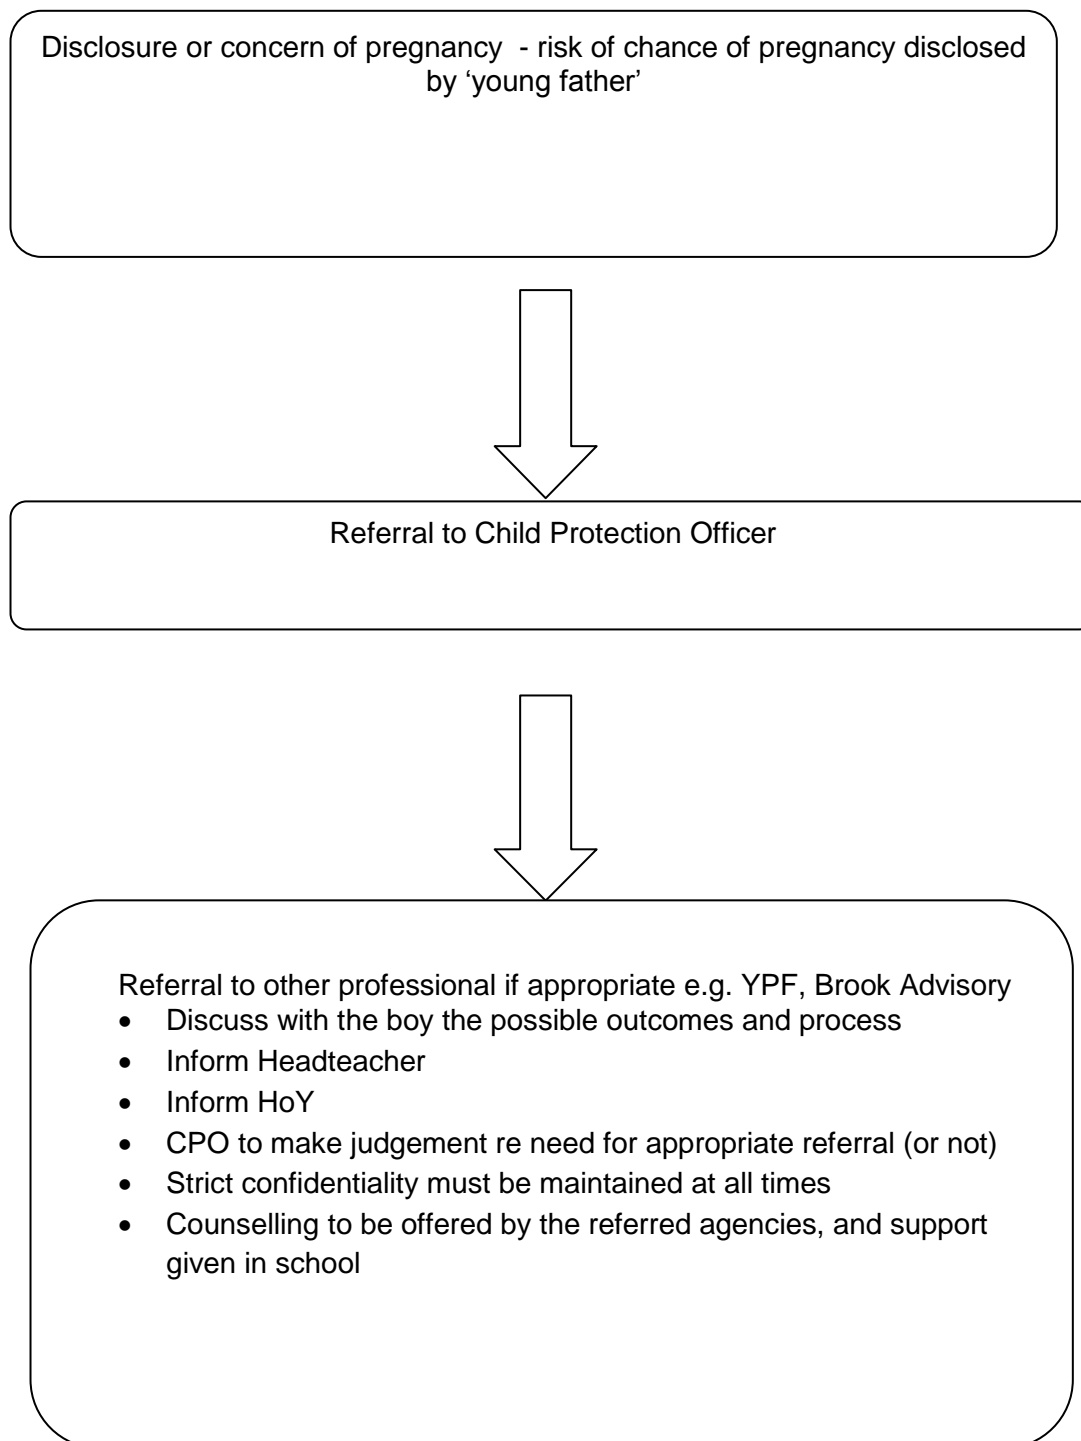 Disclosure or concern of pregnancy  - risk of chance of pregnancy disclosed
by ‘young father’
Referral to Child Protection Officer
Referral to other professional if appropriate e.g. YPF, Brook Advisory
• Discuss with the boy the possible outcomes and process
• Inform Headteacher
• Inform HoY
• CPO to make judgement re need for appropriate referral (or not)
• Strict confidentiality must be maintained at all times
• Counselling to be offered by the referred agencies, and support
given in school